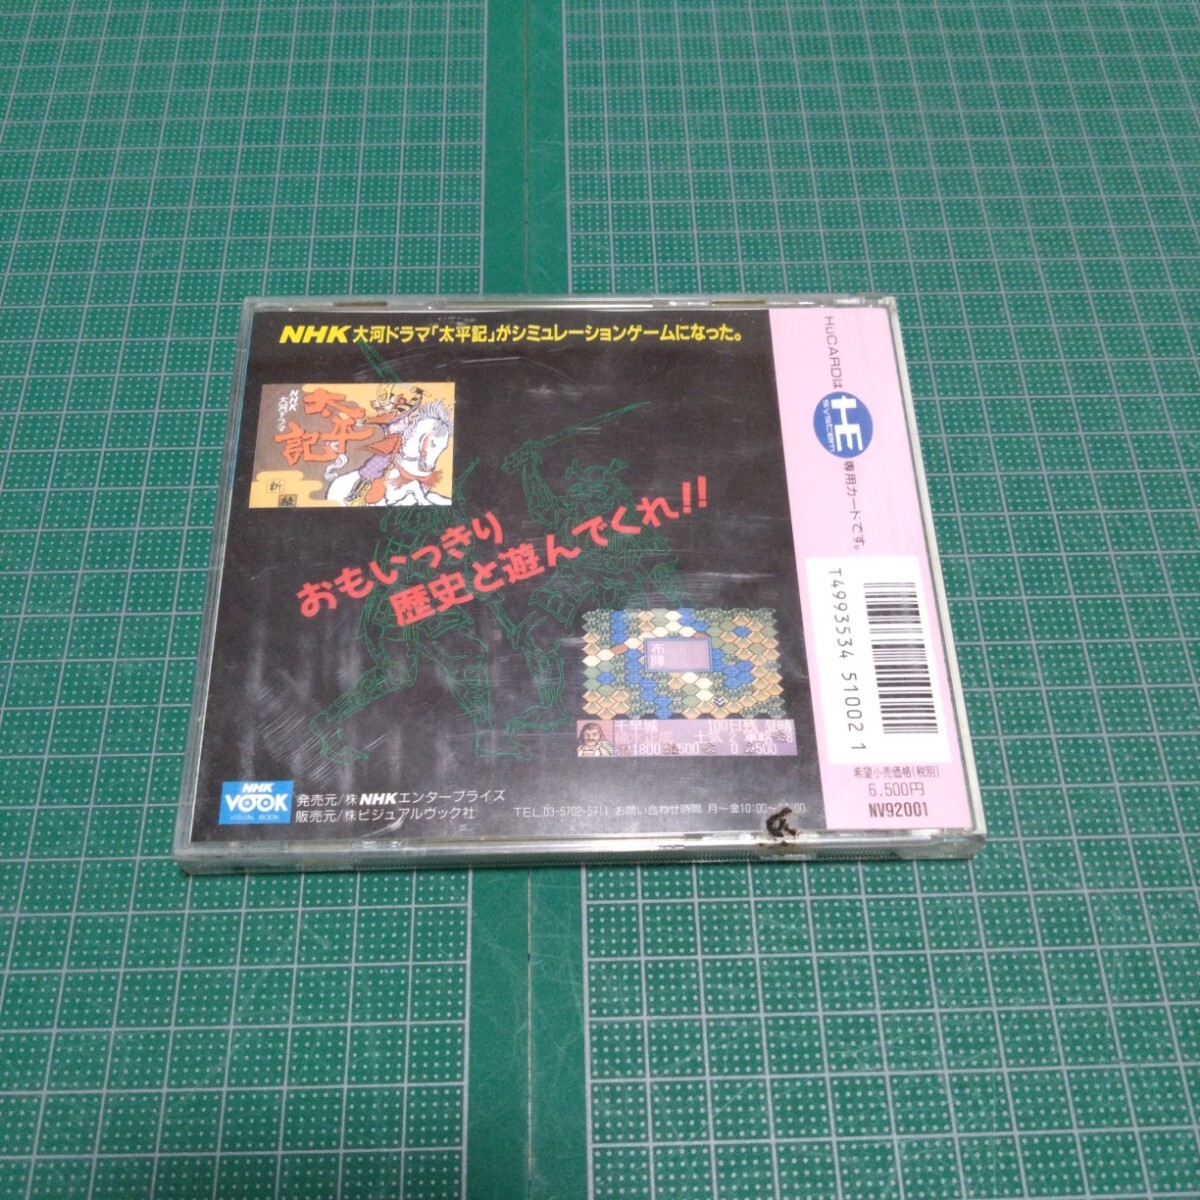 NHK 大河ドラマ「太平記」がシミュレーションゲームになった。
NHK
大河ドラマ
太平記
おもいっきり
歴史と遊んでくれ!!
布陣
千早城 100日残
1800 500 0 500
NHK
VOOK
VISUAL BOOK
発売元/㈱NHKエンタープライズ
販売元/㈱ビジュアルヴック社
TEL.03-5702-5711 お問い合わせ時間 月〜金10:00〜
HuCARDは
HE
system
専用カードです。
T4993534 51002 1
希望小売価格(税別)
6,500円
NV92001